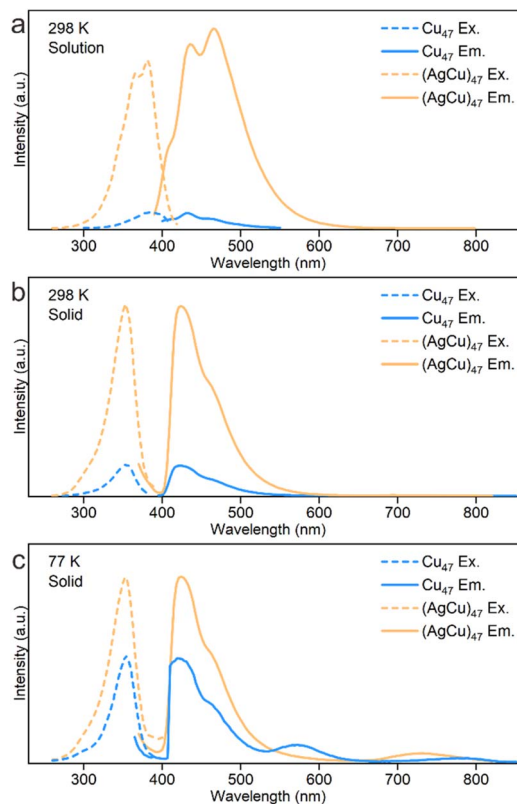 a
298 K
Solution
Cu47 Ex.
Cu47 Em.
(AgCu)47 Ex.
(AgCu)47 Em.
Intensity (a.u.)
300 400 500 600 700 800
Wavelength (nm)
b
298 K
Solid
Cu47 Ex.
Cu47 Em.
(AgCu)47 Ex.
(AgCu)47 Em.
Intensity (a.u.)
300 400 500 600 700 800
Wavelength (nm)
c
77 K
Solid
Cu47 Ex.
Cu47 Em.
(AgCu)47 Ex.
(AgCu)47 Em.
Intensity (a.u.)
300 400 500 600 700 800
Wavelength (nm)